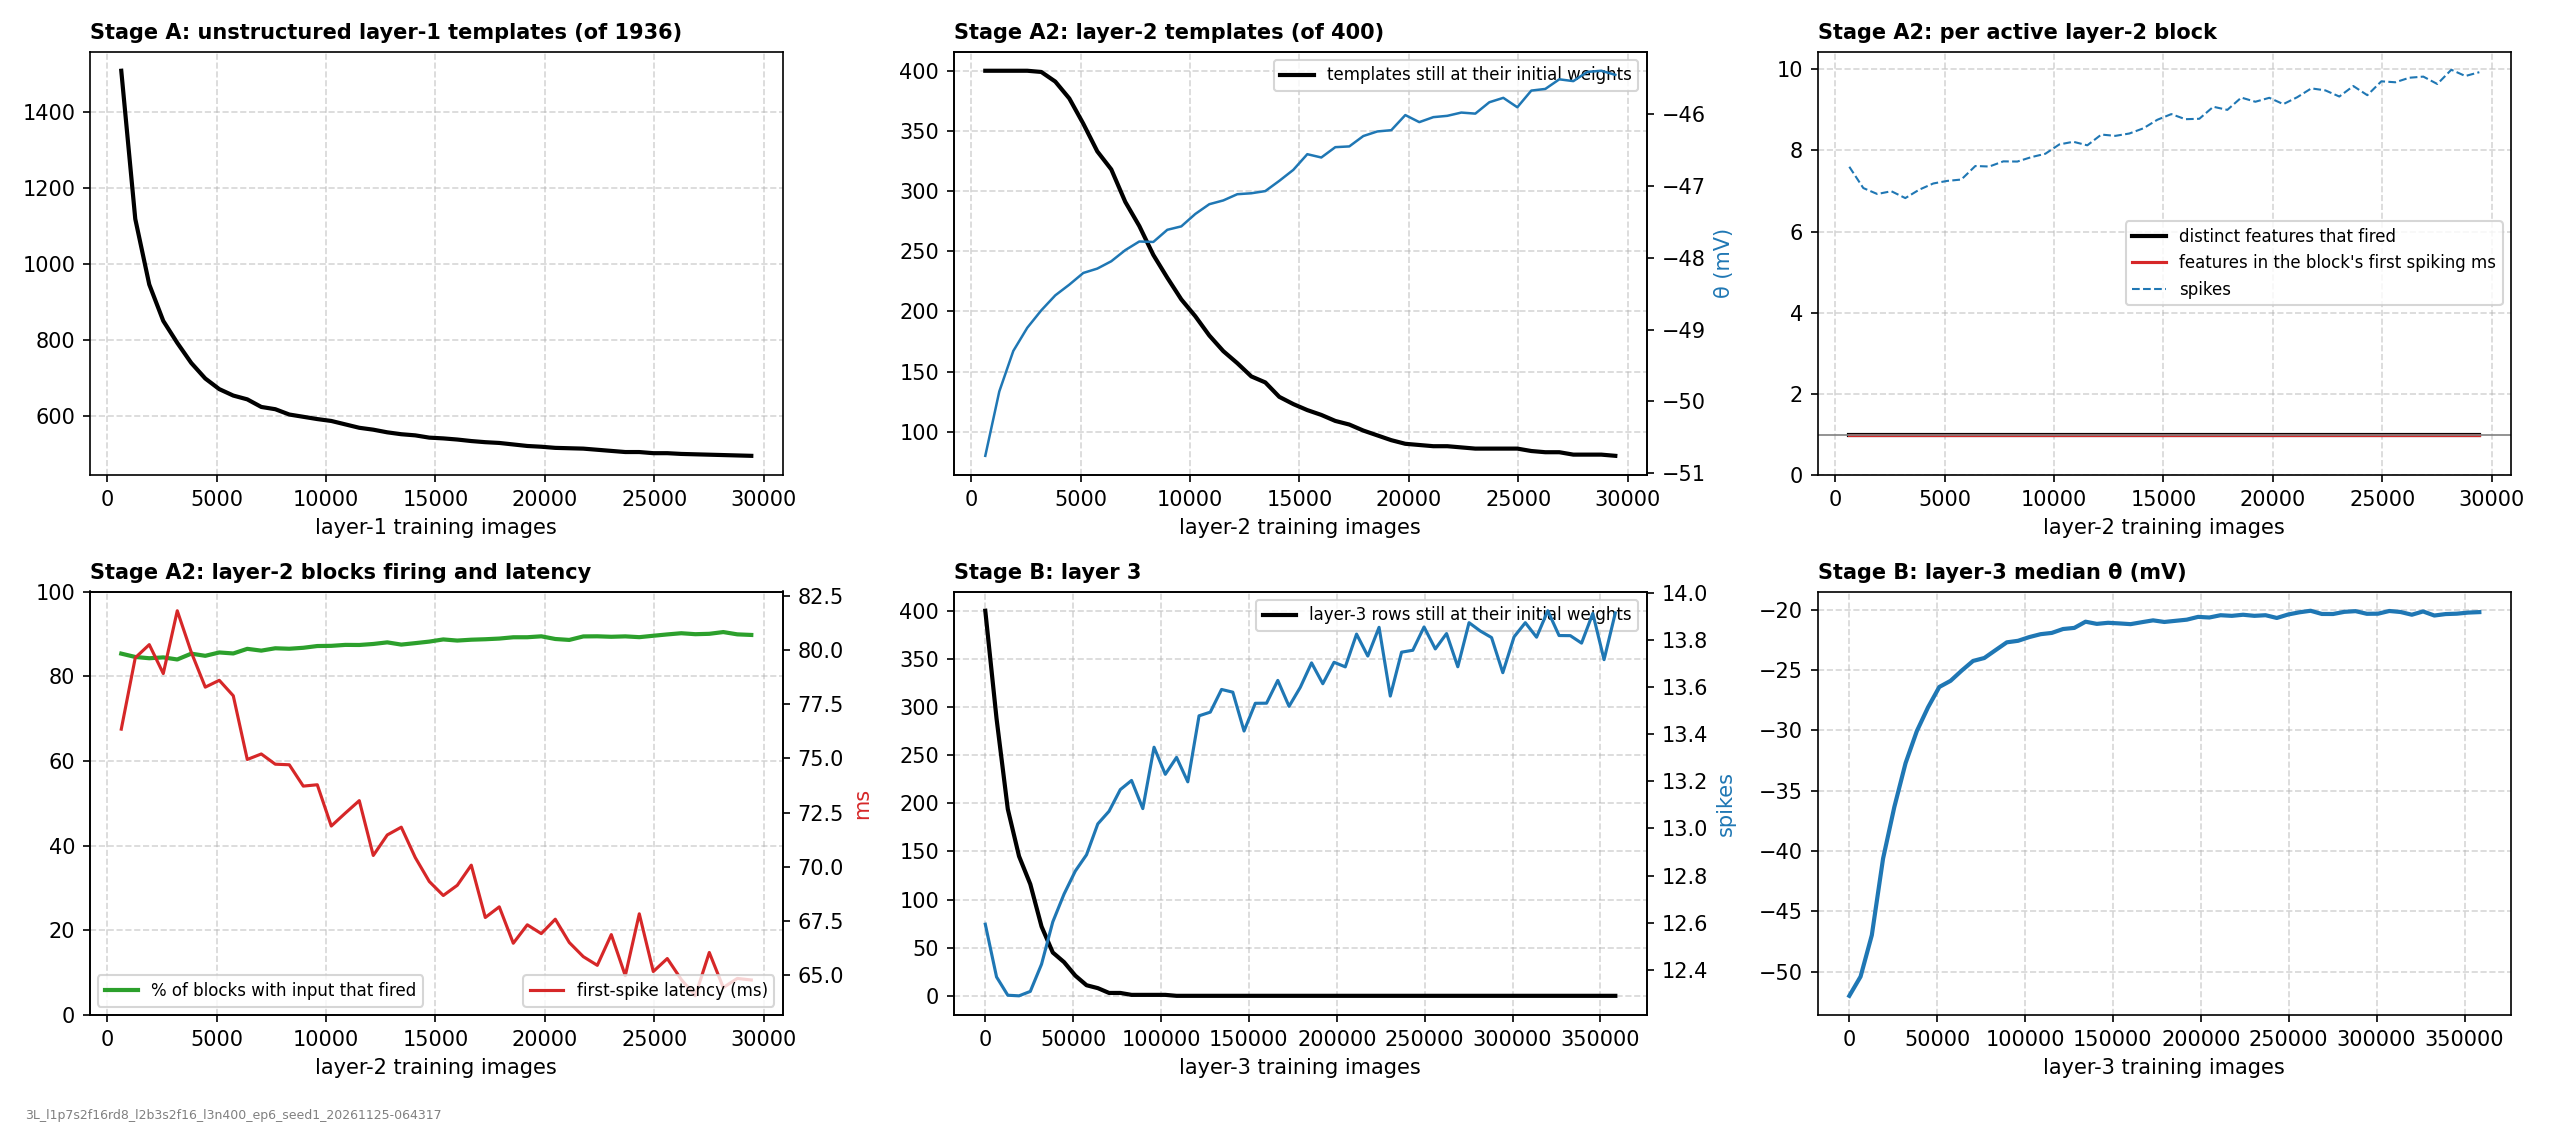 Stage A: unstructured layer-1 templates (of 1936)
1400
1200
1000
800
600
0 5000 10000 15000 20000 25000 30000
layer-1 training images
Stage A2: layer-2 templates (of 400)
templates still at their initial weights
400
350
300
250
200
150
100
−46
−47
−48
−49
−50
−51
θ (mV)
0 5000 10000 15000 20000 25000 30000
layer-2 training images
Stage A2: per active layer-2 block
10
8
6
4
2
0
distinct features that fired
features in the block's first spiking ms
spikes
0 5000 10000 15000 20000 25000 30000
layer-2 training images
Stage A2: layer-2 blocks firing and latency
100
80
60
40
20
0
82.5
80.0
77.5
75.0
72.5
70.0
67.5
65.0
ms
% of blocks with input that fired
first-spike latency (ms)
0 5000 10000 15000 20000 25000 30000
layer-2 training images
Stage B: layer 3
layer-3 rows still at their initial weights
400
350
300
250
200
150
100
50
0
14.0
13.8
13.6
13.4
13.2
13.0
12.8
12.6
12.4
spikes
0 50000 100000 150000 200000 250000 300000 350000
layer-3 training images
Stage B: layer-3 median θ (mV)
−20
−25
−30
−35
−40
−45
−50
0 50000 100000 150000 200000 250000 300000 350000
layer-3 training images
3L_l1p7s2f16rd8_l2b3s2f16_l3n400_ep6_seed1_20261125-064317